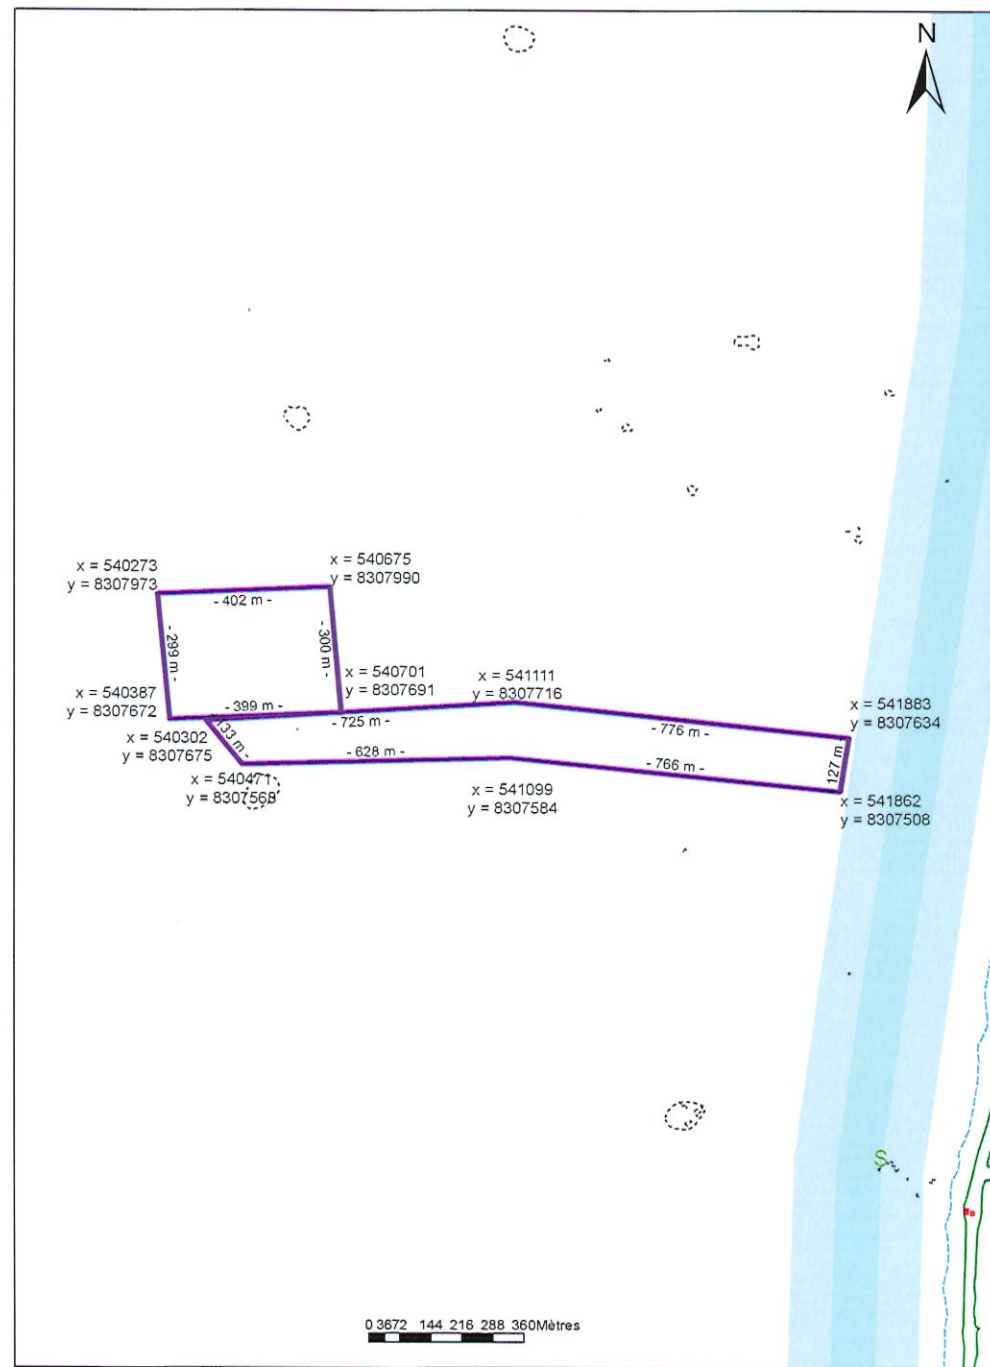 N
x = 540273
y = 8307973
x = 540675
y = 8307990
- 402 m -
- 299 m -
- 300 m -
x = 540387
y = 8307672
- 399 m -
x = 540701
y = 8307691
x = 541111
y = 8307716
x = 541883
y = 8307634
x = 540302
y = 8307675
- 133 m -
- 725 m -
- 776 m -
- 628 m -
- 766 m -
127 m
x = 540471
y = 8307568
x = 541099
y = 8307584
x = 541862
y = 8307508
S
0 3672 144 216 288 360Mètres